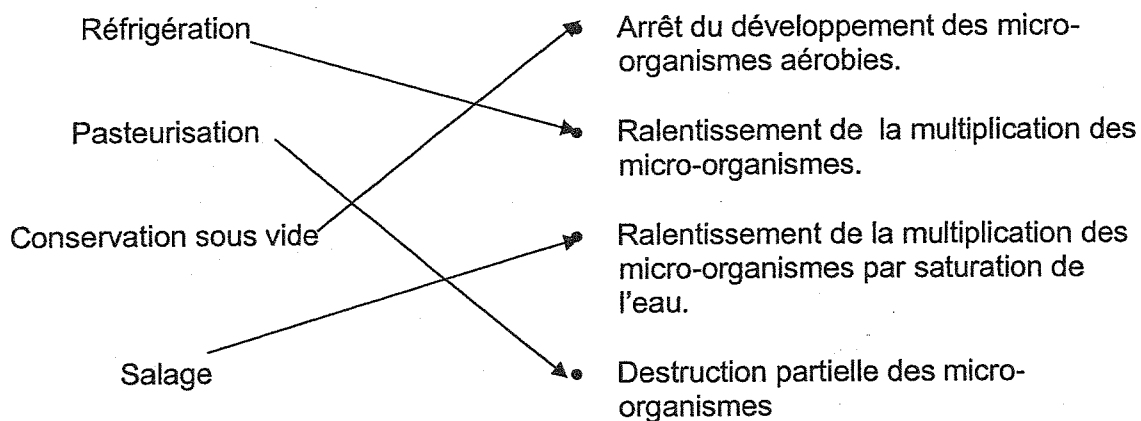 Réfrigération
Arrêt du développement des micro-
organismes aérobies.
Pasteurisation
Ralentissement de la multiplication des
micro-organismes.
Conservation sous vide
Ralentissement de la multiplication des
micro-organismes par saturation de
l'eau.
Salage
Destruction partielle des micro-
organismes